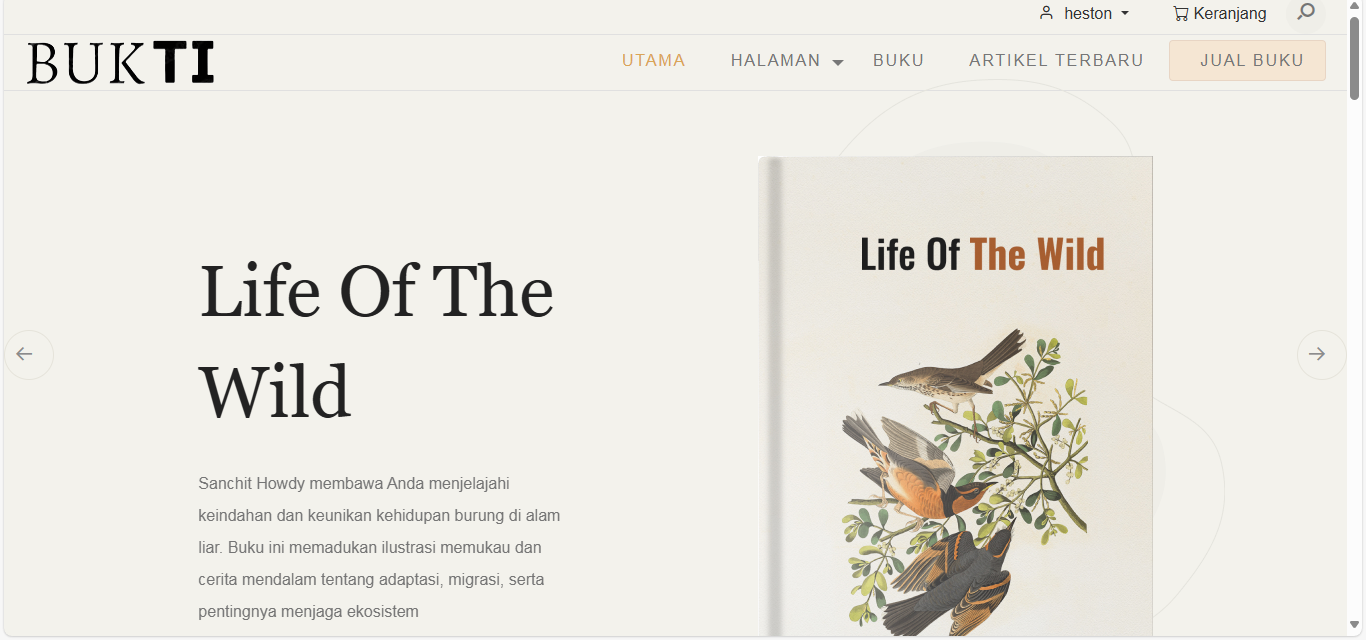 heston
Keranjang
BUKTI
UTAMA
HALAMAN
BUKU
ARTIKEL TERBARU
JUAL BUKU
Life Of The
Wild
Sanchit Howdy membawa Anda menjelajahi
keindahan dan keunikan kehidupan burung di alam
liar. Buku ini memadukan ilustrasi memukau dan
cerita mendalam tentang adaptasi, migrasi, serta
pentingnya menjaga ekosistem
Life Of The Wild